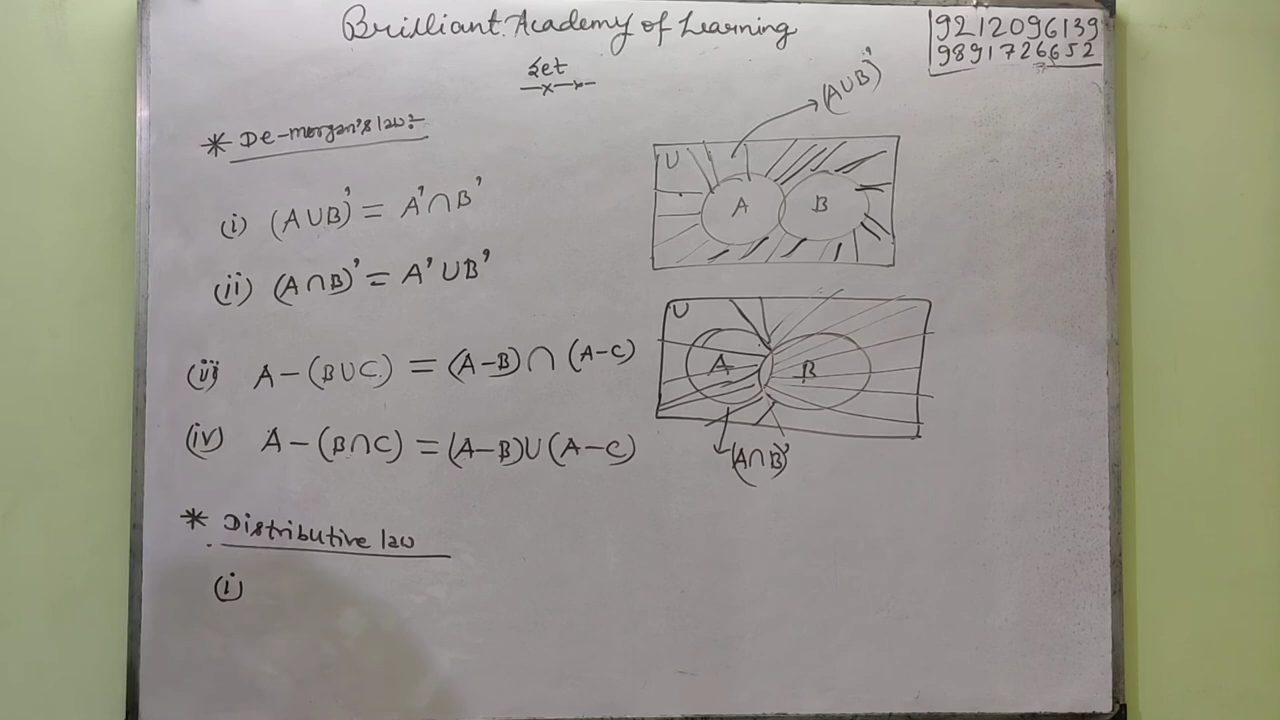 Brilliant Academy of Learning
9212096139
9891726652
Set
* De-morgan's law:-
(i) (A∪B)' = A'∩B'
(ii) (A∩B)' = A'∪B'
(iii) A-(B∪C) = (A-B)∩(A-C)
(iv) A-(B∩C) = (A-B)∪(A-C)
* Distributive law
(i)
(A∪B)'
U
A B
U
A B
(A∩B)'